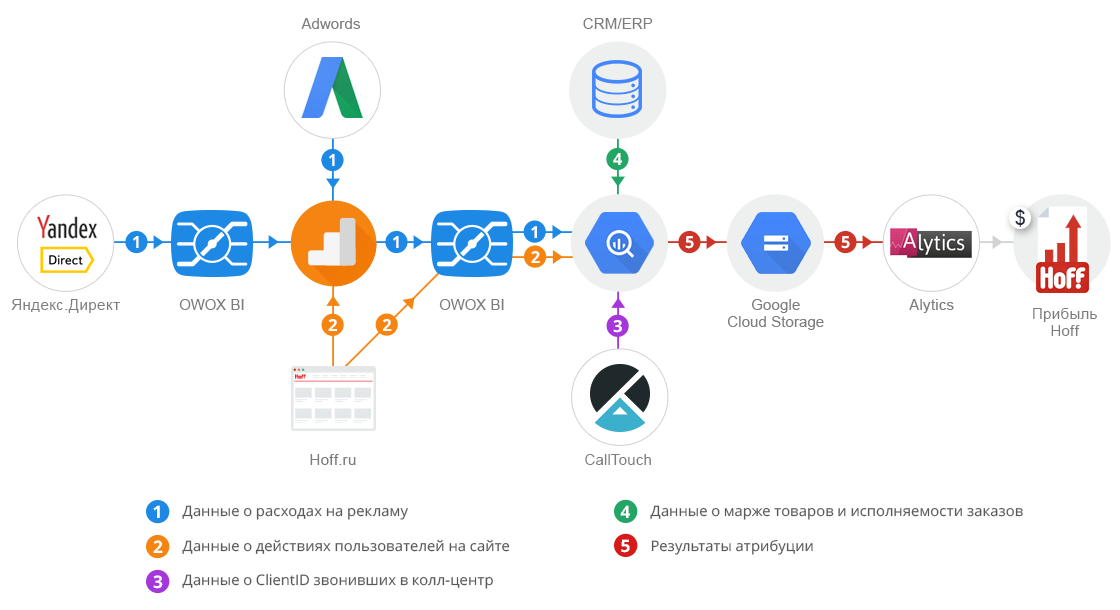 Adwords
CRM/ERP
1
4
Yandex
Direct
1
1
1
2
5
5
Alytics
$
Hoff!
Яндекс.Директ
OWOX BI
OWOX BI
Google
Cloud Storage
Alytics
Прибыль
Hoff
2
2
3
Hoff
Hoff.ru
CallTouch
1 Данные о расходах на рекламу
2 Данные о действиях пользователей на сайте
3 Данные о ClientID звонивших в колл-центр
4 Данные о марже товаров и исполняемости заказов
5 Результаты атрибуции